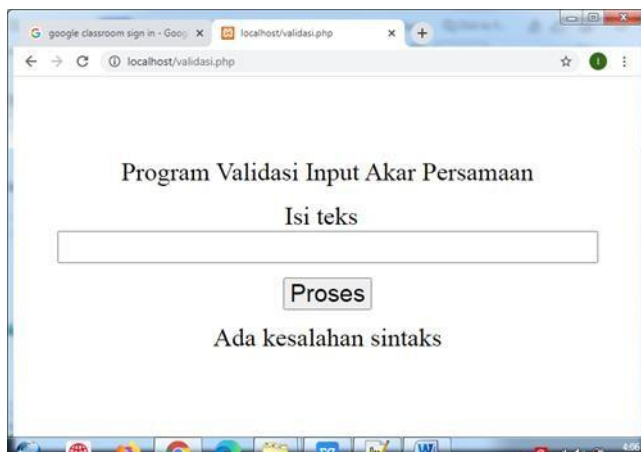 google classroom sign in - Goog
localhost/validasi.php
localhost/validasi.php
Program Validasi Input Akar Persamaan
Isi teks
Proses
Ada kesalahan sintaks